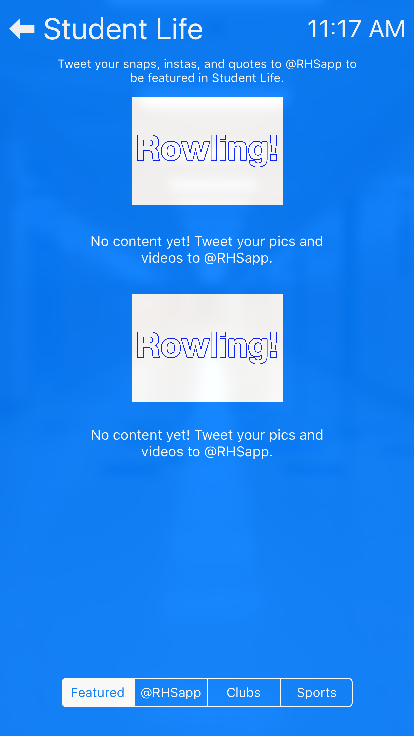 Student Life
11:17 AM
Tweet your snaps, instas, and quotes to @RHSapp to
be featured in Student Life.
Rowling!
No content yet! Tweet your pics and
videos to @RHSapp.
Rowling!
No content yet! Tweet your pics and
videos to @RHSapp.
Featured
@RHSapp
Clubs
Sports